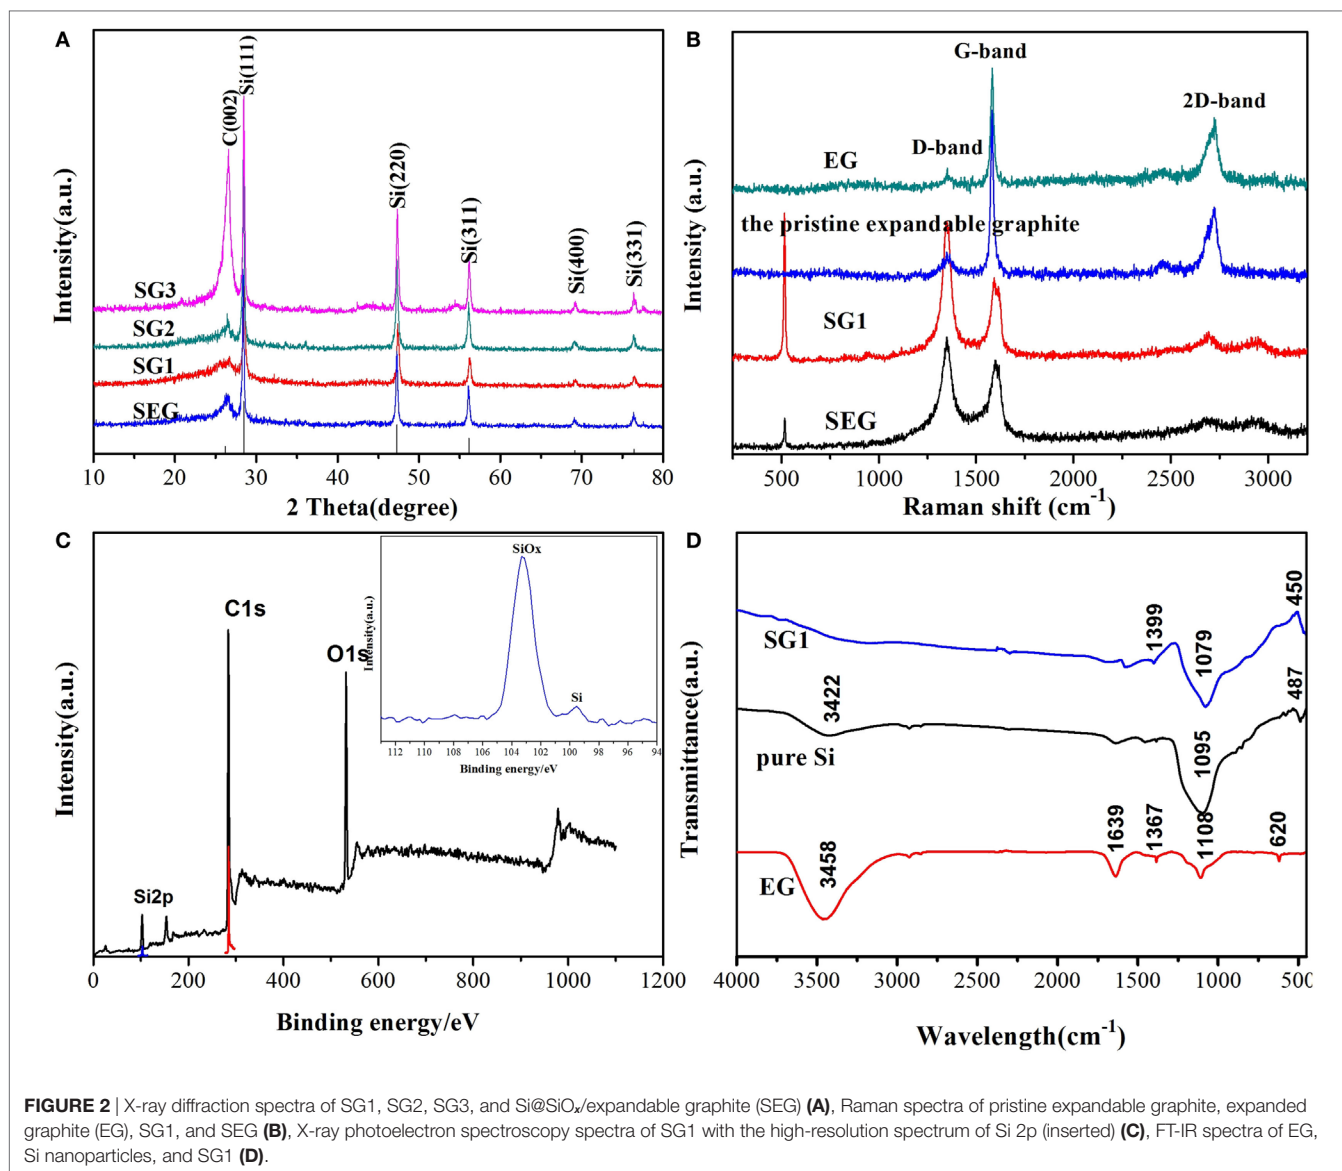 A
Intensity(a.u.)
C(002)
Si(111)
Si(220)
Si(311)
Si(400)
Si(331)
SG3
SG2
SG1
SEG
10 20 30 40 50 60 70 80
2 Theta(degree)
B
Intensity (a.u.)
G-band
2D-band
D-band
EG
the pristine expandable graphite
SG1
SEG
500 1000 1500 2000 2500 3000
Raman shift (cm-1)
C
Intensity(a.u.)
C1s
O1s
Si2p
Intensity(a.u.)
SiOx
Si
112 110 108 106 104 102 100 98 96 94
Binding energy/eV
0 200 400 600 800 1000 1200
Binding energy/eV
D
Transmittance(a.u.)
SG1
1399
1079
450
3422
pure Si
1095
487
EG
3458
1639
1367
1108
620
4000 3500 3000 2500 2000 1500 1000 500
Wavelength(cm-1)
FIGURE 2 | X-ray diffraction spectra of SG1, SG2, SG3, and Si@SiOx/expandable graphite (SEG) (A), Raman spectra of pristine expandable graphite, expanded
graphite (EG), SG1, and SEG (B), X-ray photoelectron spectroscopy spectra of SG1 with the high-resolution spectrum of Si 2p (inserted) (C), FT-IR spectra of EG,
Si nanoparticles, and SG1 (D).